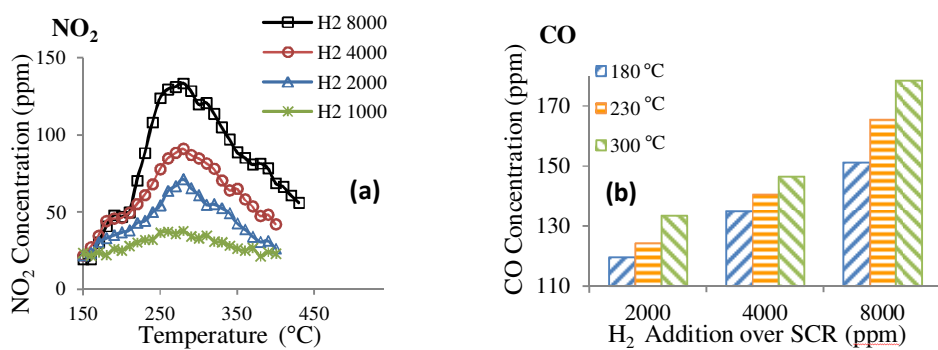 NO2
H2 8000
H2 4000
H2 2000
H2 1000
NO2 Concentration (ppm)
150
100
50
0
150
250
350
450
Temperature (°C)
(a)
CO
180 °C
230 °C
300 °C
CO Concentration (ppm)
170
150
130
110
(b)
2000
4000
8000
H2 Addition over SCR (ppm)